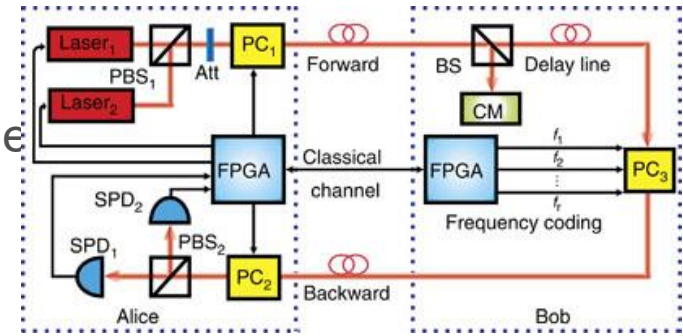 Laser₁
PBS₁
Att
PC₁
Forward
BS
Delay line
Laser₂
CM
e
FPGA
Classical
channel
FPGA
f₁
f₂
⋮
fᵣ
PC₃
Frequency coding
SPD₂
SPD₁
PBS₂
PC₂
Backward
Alice
Bob